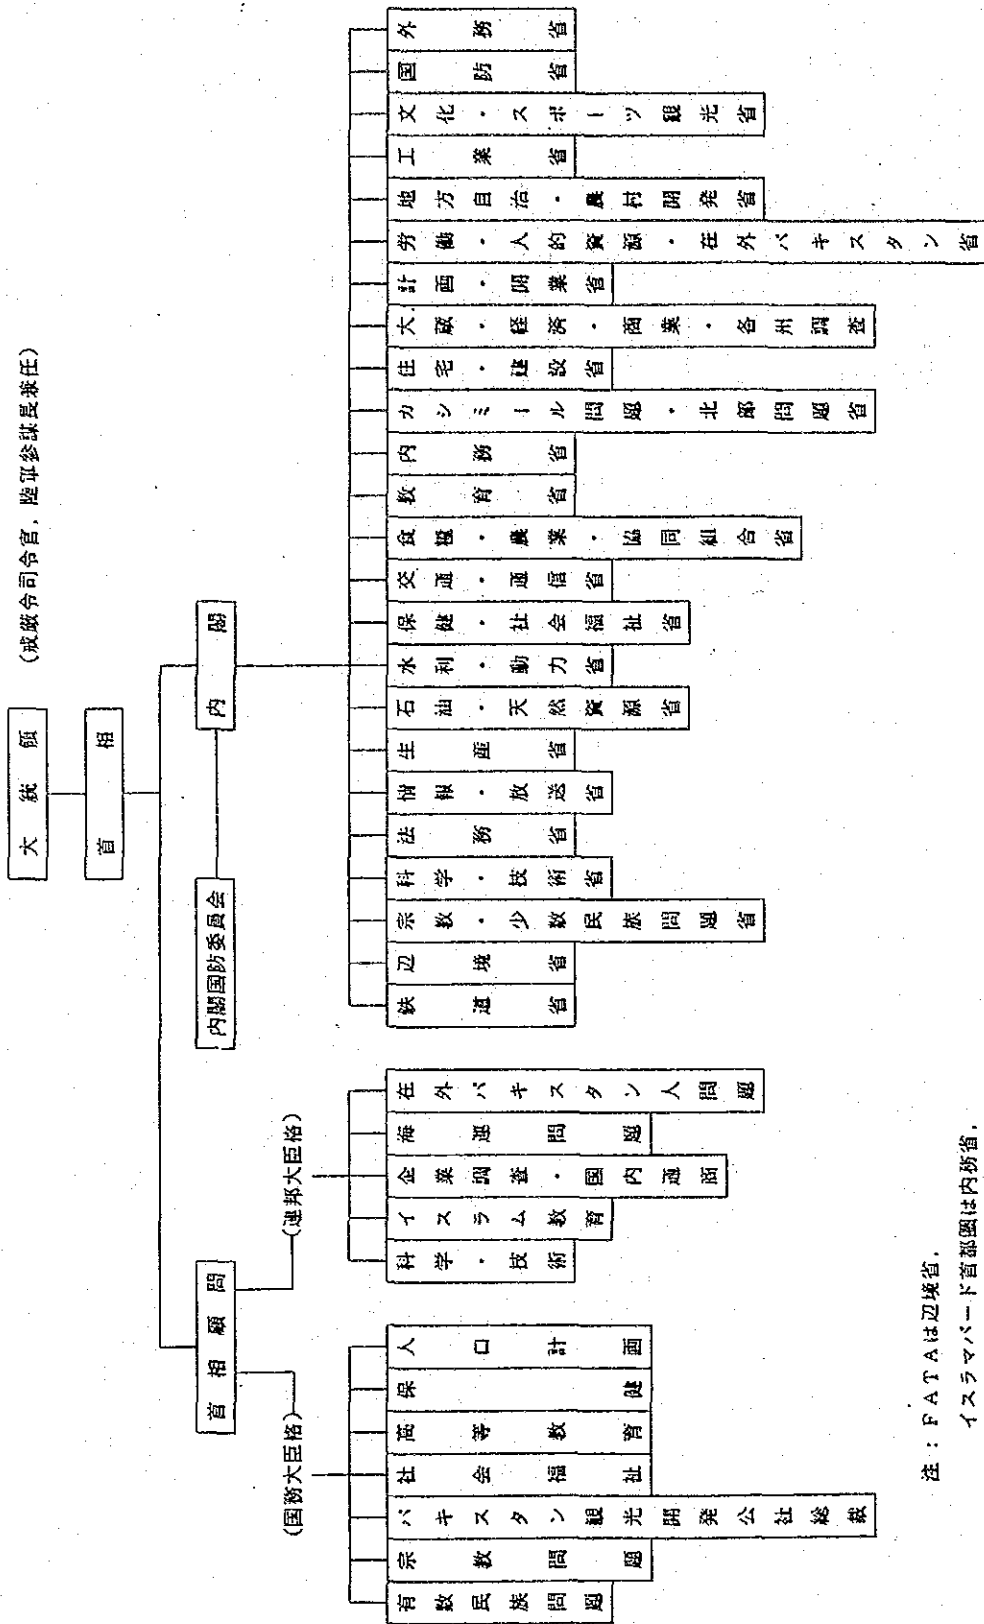 大統領
(戒厳令司令官，陸軍参謀長兼任)
首相
内閣
内閣国防委員会
首相顧問
(国務大臣格)
(連邦大臣格)
有数民族問題
宗教問題
パキスタン観光開発公社総裁
社会福祉
高等教育
保健
人口計画
科学・技術
イスラム教育
企業調査・国内通商
海運問題
在外パキスタン人問題
鉄道省
辺境省
宗教・少数民族問題省
科学・技術省
法務省
情報・放送省
生産省
石油・天然資源省
水利・動力省
保健・社会福祉省
交通・通信省
食糧・農業・協同組合省
教育省
内務省
カシミール問題・北部問題省
住宅・建設省
大蔵・経済・商業・各州調査
計画・開業省
労働・人的資源・在外パキスタン省
地方自治・農村開発省
工業省
文化・スポーツ観光省
国防省
外務省
注：FATAは辺境省，
イスラマバード首都圏は内務省，